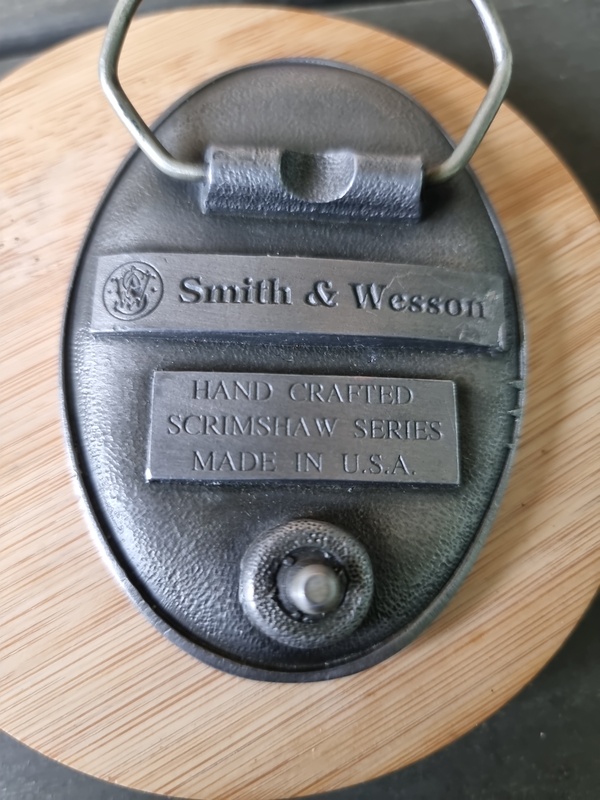 Smith & Wesson
HAND CRAFTED
SCRIMSHAW SERIES
MADE IN U.S.A.